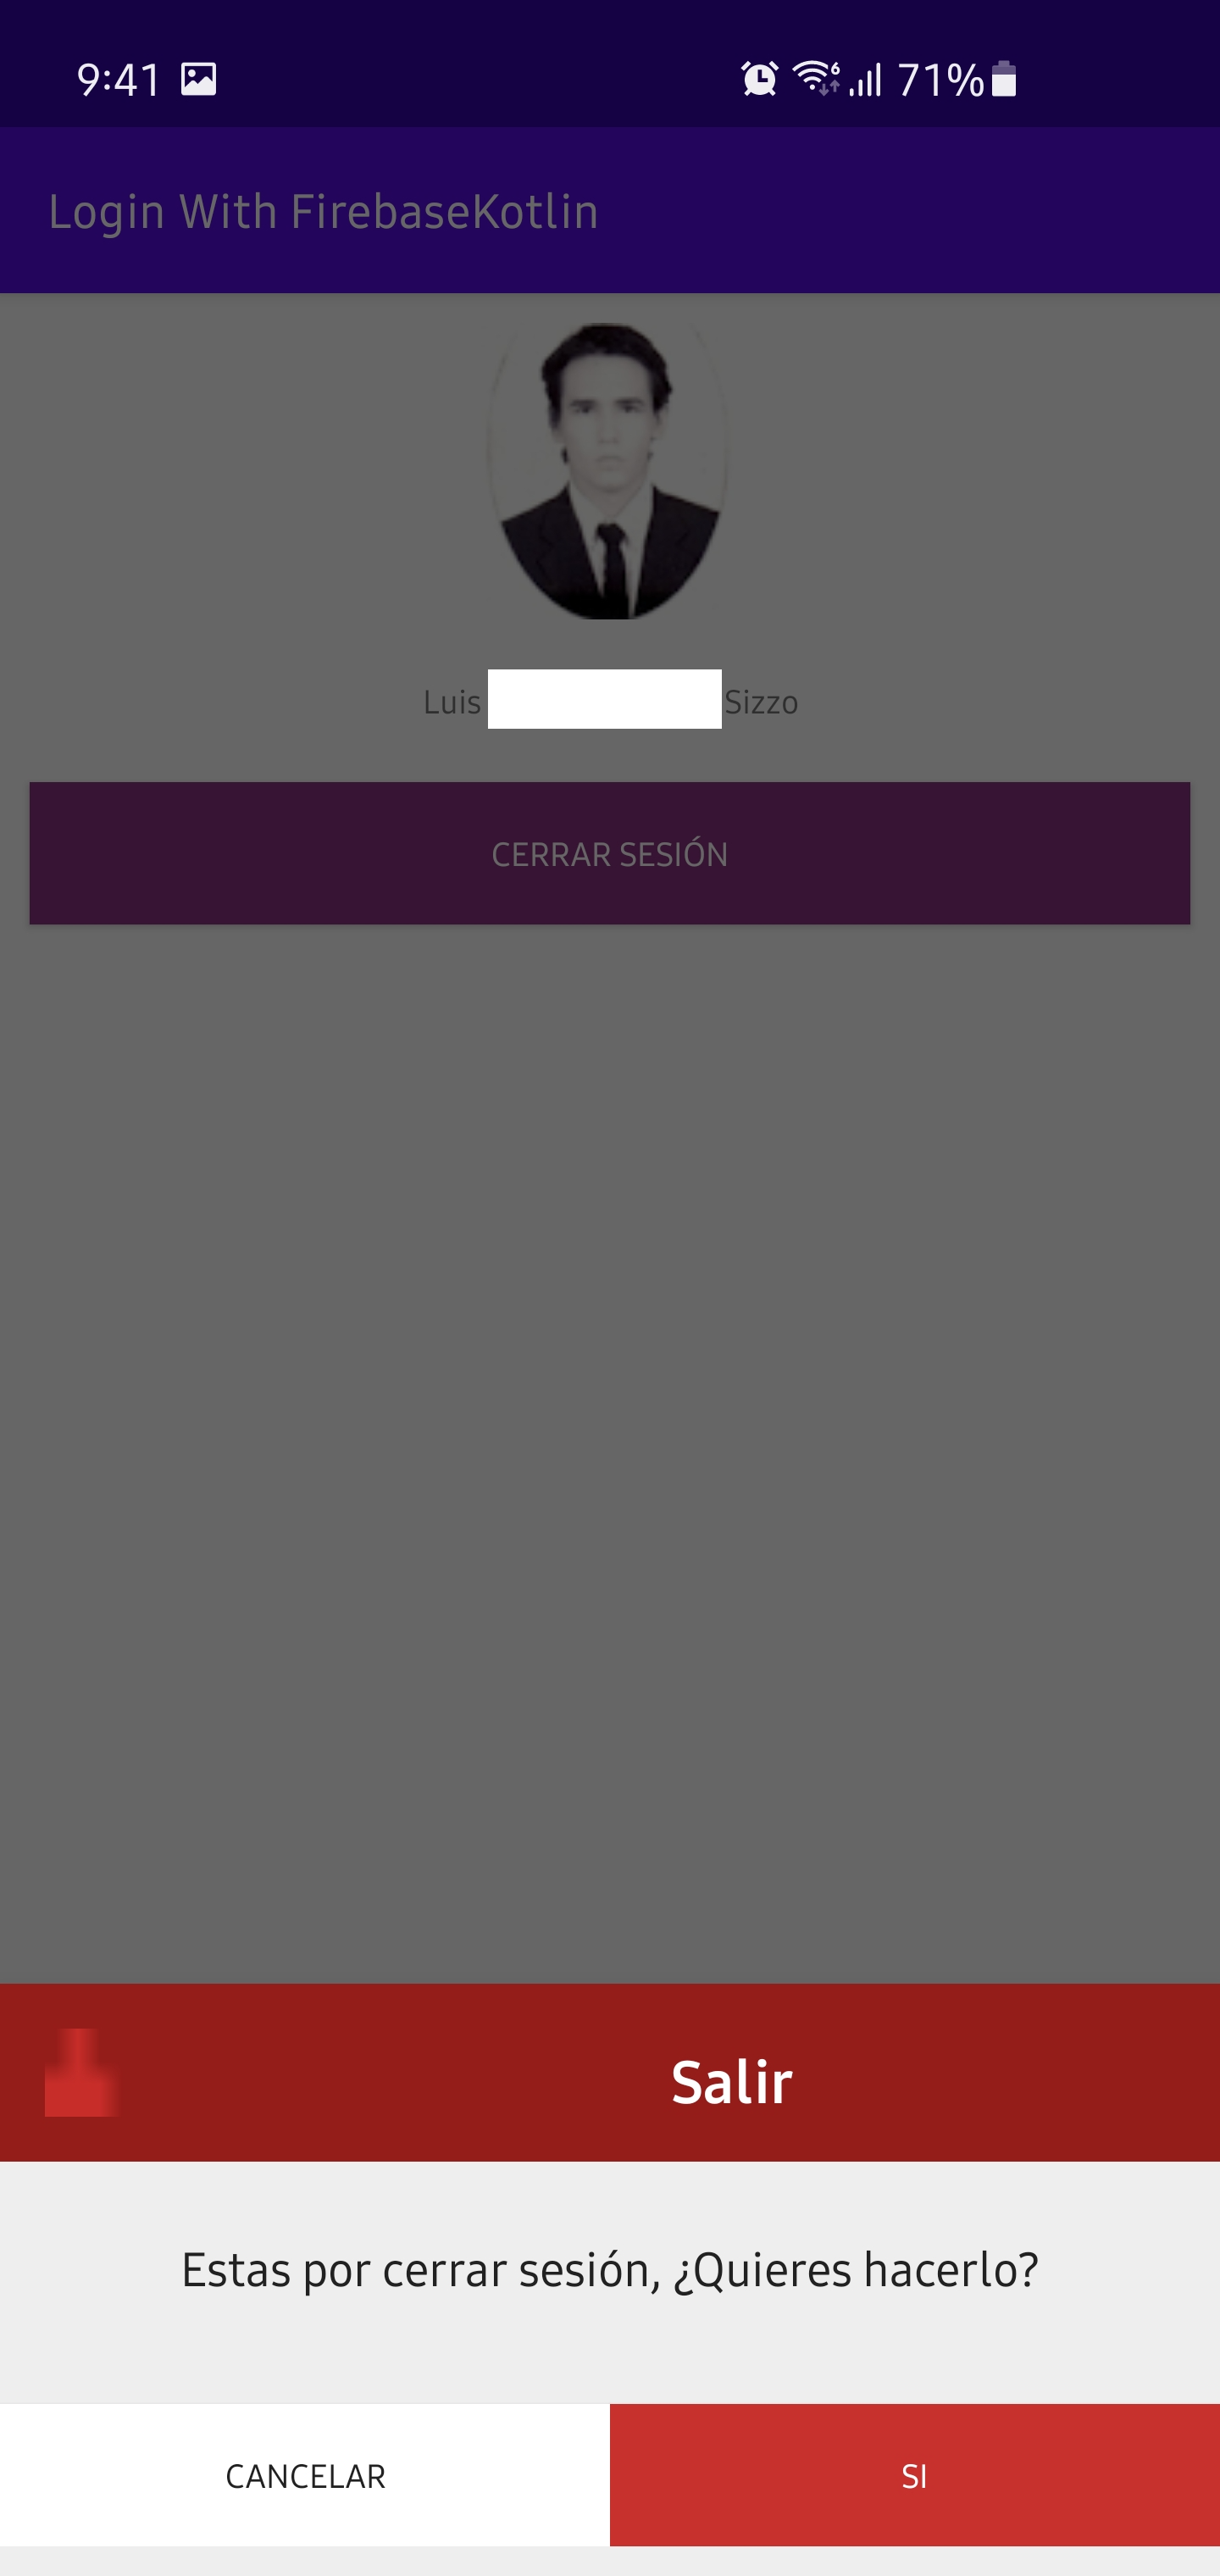 9:41 6 71%
Login With FirebaseKotlin
Luis Sizzo
CERRAR SESIÓN
Salir
Estas por cerrar sesión, ¿Quieres hacerlo?
CANCELAR SI